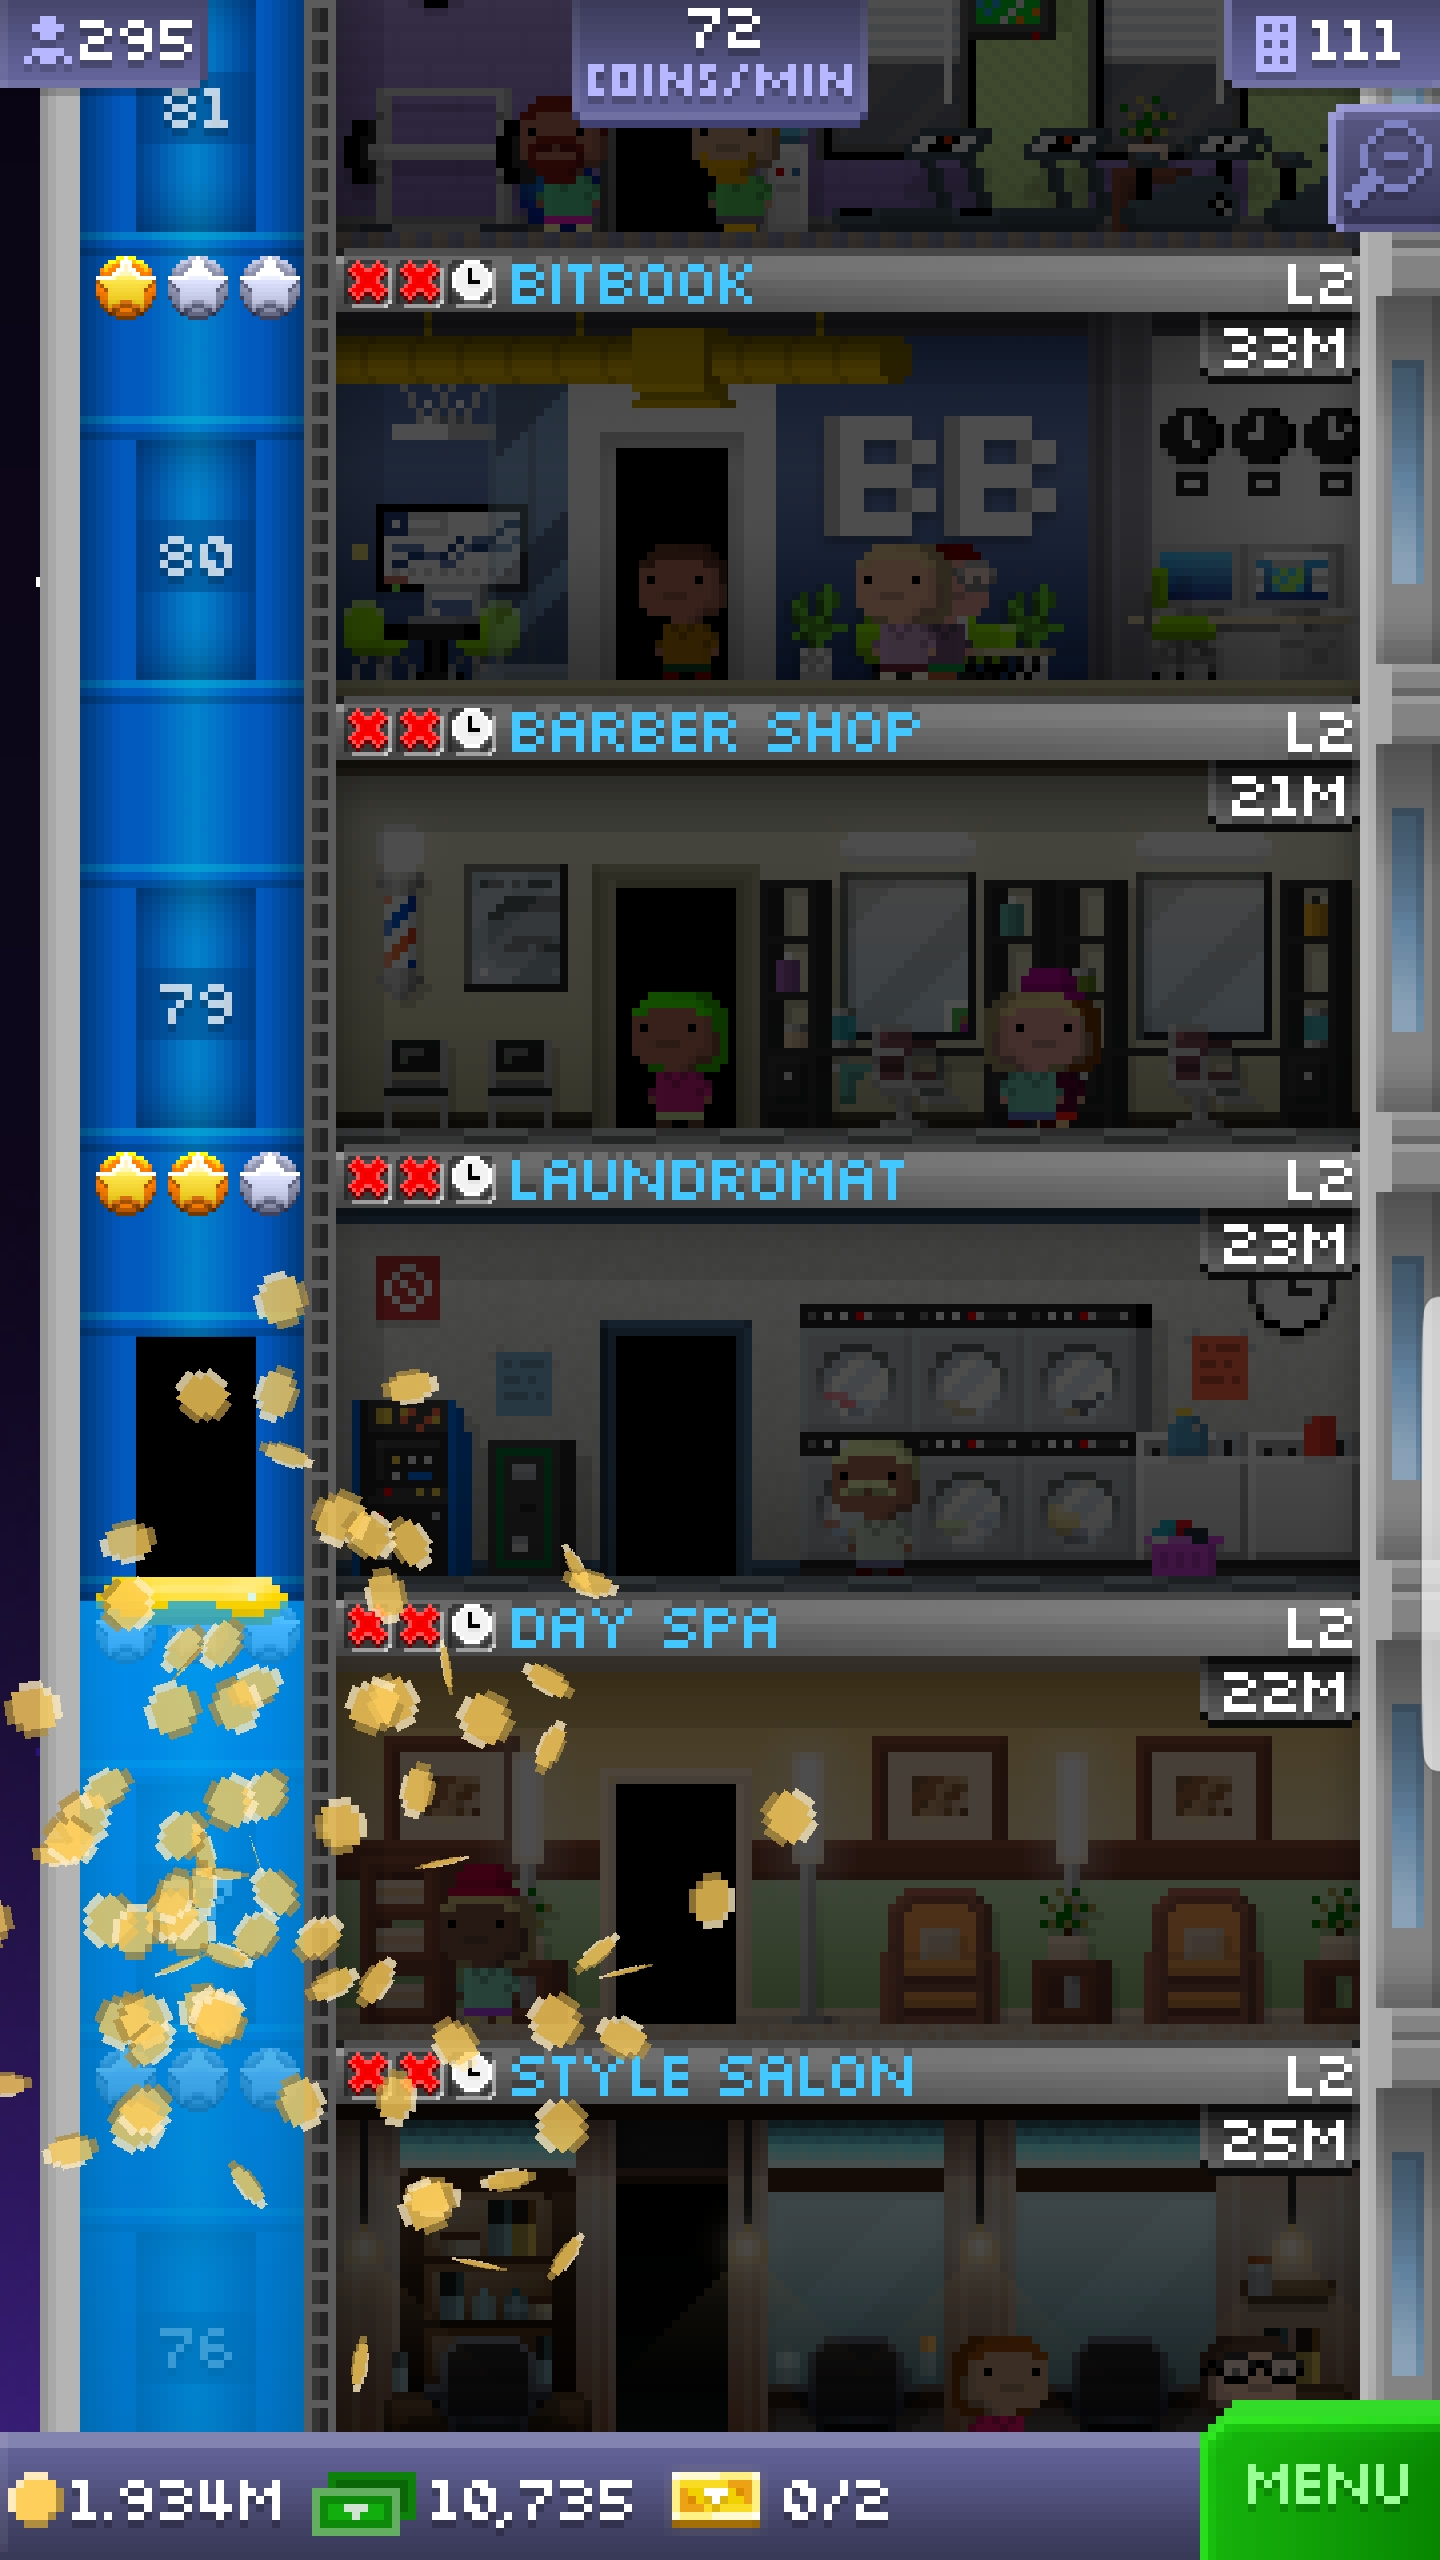 295
72
COINS/MIN
111
81
BITBOOK L2
33M
BB
80
BARBER SHOP L2
21M
79
LAUNDROMAT L2
23M
DAY SPA L2
22M
STYLE SALON L2
25M
76
1.934M 10,735 0/2 MENU